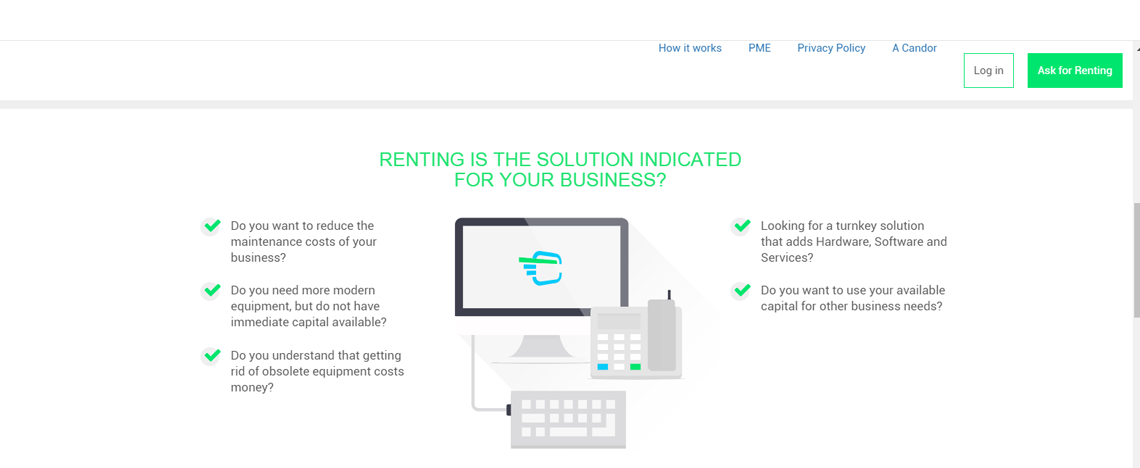 How it works PME Privacy Policy A Candor
Log in Ask for Renting
RENTING IS THE SOLUTION INDICATED
FOR YOUR BUSINESS?
Do you want to reduce the
maintenance costs of your
business?
Do you need more modern
equipment, but do not have
immediate capital available?
Do you understand that getting
rid of obsolete equipment costs
money?
Looking for a turnkey solution
that adds Hardware, Software and
Services?
Do you want to use your available
capital for other business needs?